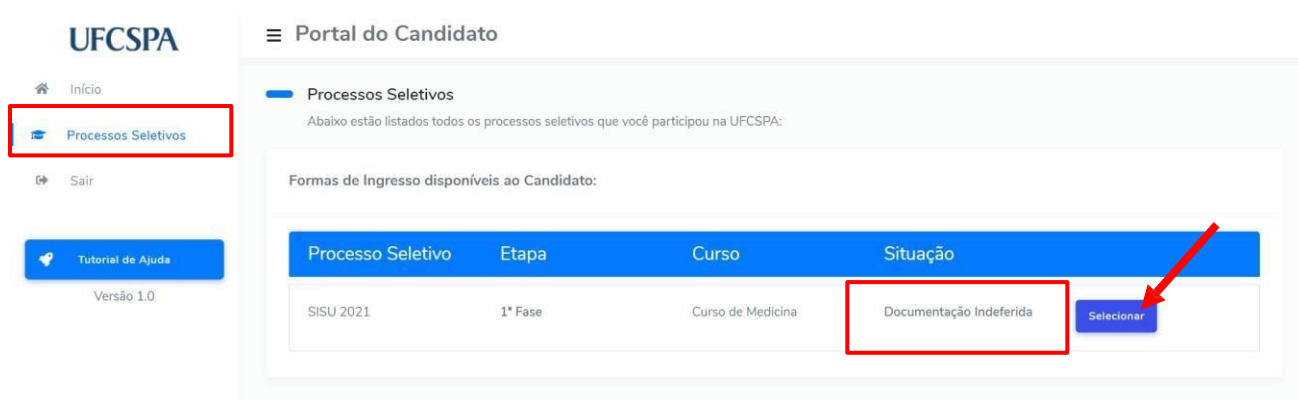 UFCSPA
Portal do Candidato
Início
Processos Seletivos
Sair
Tutorial de Ajuda
Versão 1.0
Processos Seletivos
Abaixo estão listados todos os processos seletivos que você participou na UFCSPA:
Formas de Ingresso disponíveis ao Candidato:
Processo Seletivo Etapa Curso Situação
SISU 2021 1ª Fase Curso de Medicina Documentação Indeferida Selecionar